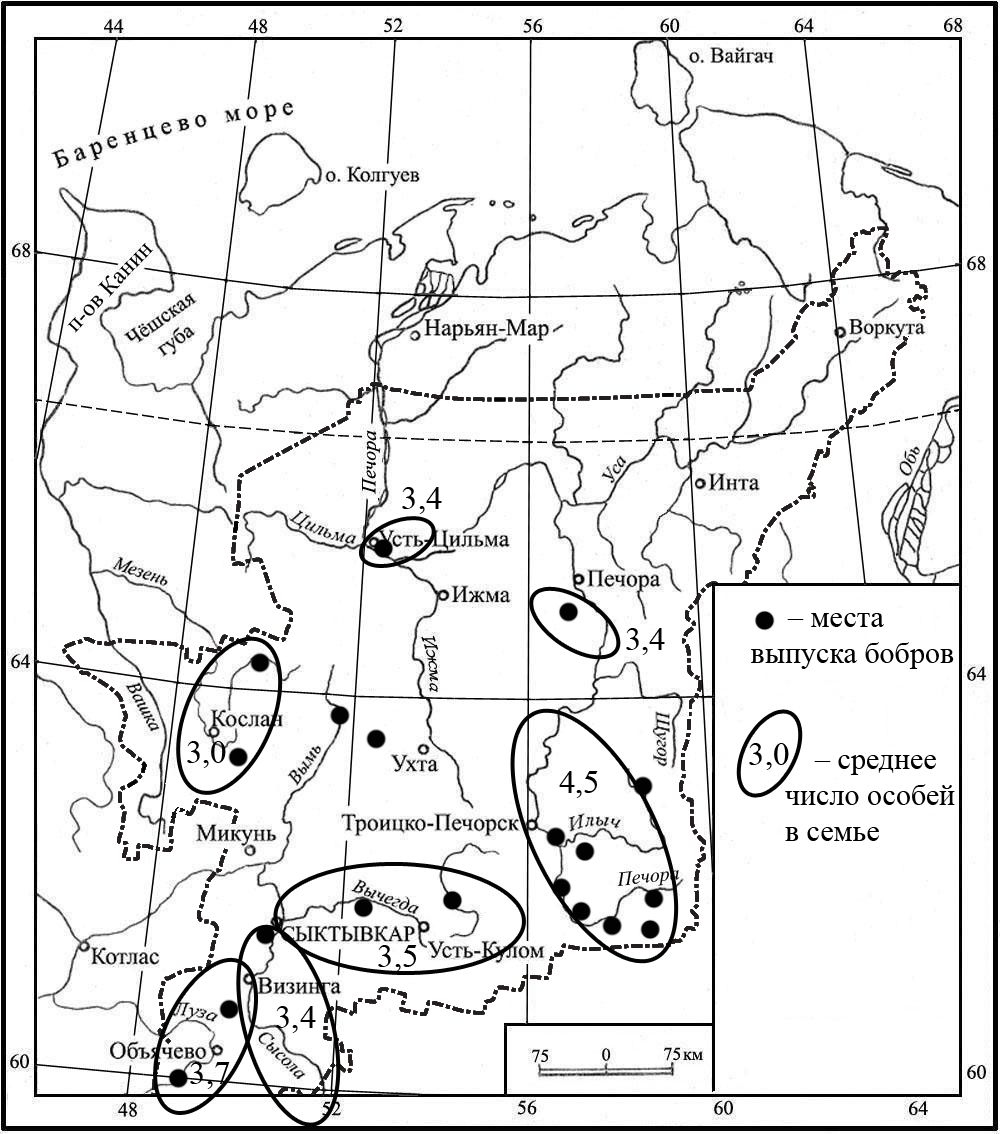 44 48 52 56 60 64 68
о. Вайгач
Баренцево море
о. Колгуев
68
68
п-ов Канин
Чёшская
губа
Нарьян-Мар
Воркута
Печора
Уса
Обь
Инта
3,4
Цильма
Усть-Цильма
Мезень
Печора
Ижма
3,4
Ижма
64
64
Вашка
Кослан
3,0
Вымь
Ухта
Шугор
4,5
Микунь
Троицко-Печорск
Илыч
Печора
Вычегда
СЫКТЫВКАР
Усть-Кулом
3,5
Котлас
Визинга
3,4
Луза
Сысола
Объячево
3,7
60
60
– места
выпуска бобров
3,0
– среднее
число особей
в семье
75 0 75 км
48 52 56 60 64